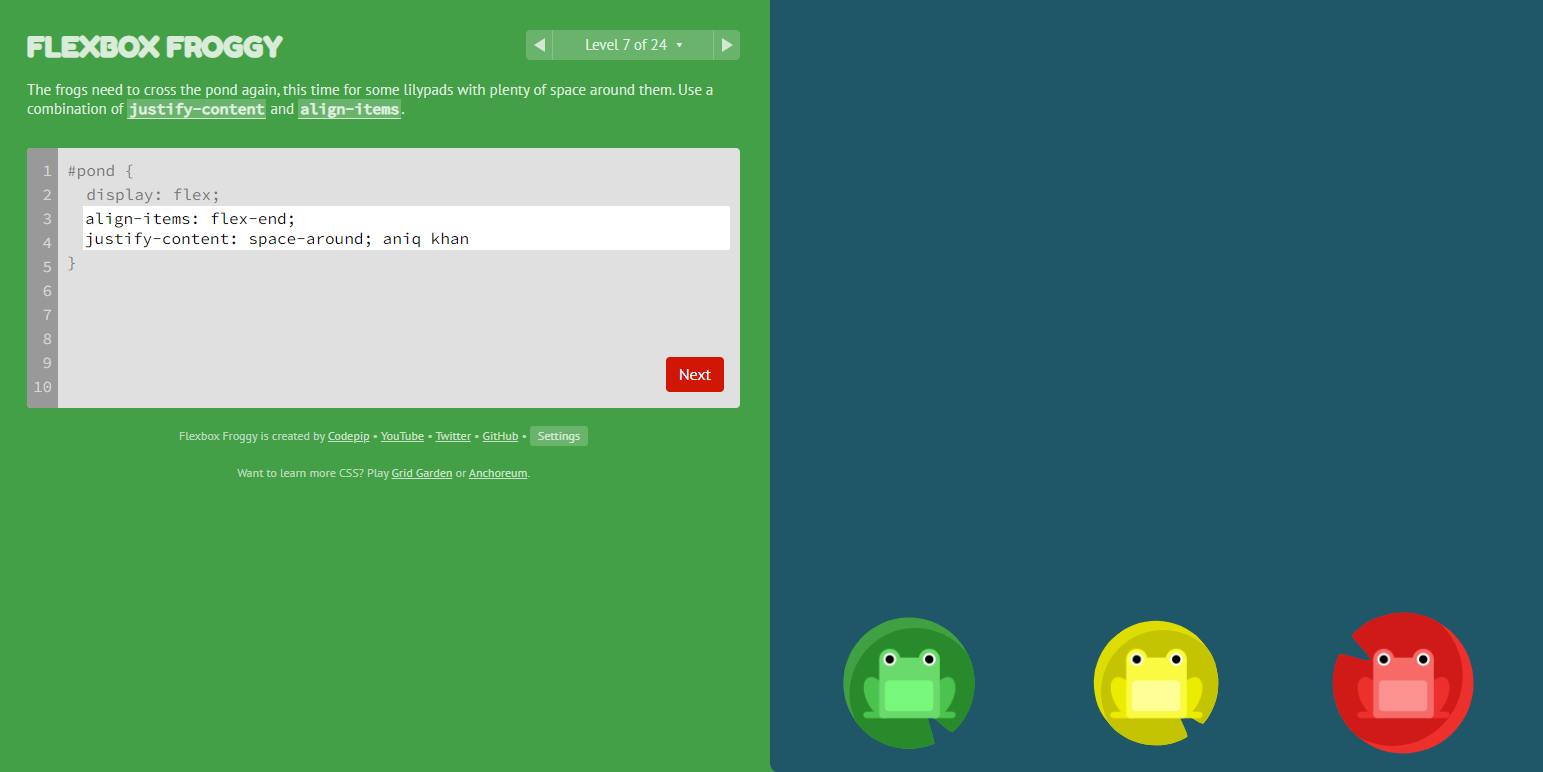 FLEXBOX FROGGY
◀ Level 7 of 24 ▾ ▶
The frogs need to cross the pond again, this time for some lilypads with plenty of space around them. Use a
combination of justify-content and align-items.
1 #pond {
2 display: flex;
3 align-items: flex-end;
4 justify-content: space-around; aniq khan
5 }
6
7
8
9
10
Next
Flexbox Froggy is created by Codepip • YouTube • Twitter • GitHub • Settings
Want to learn more CSS? Play Grid Garden or Anchoreum.